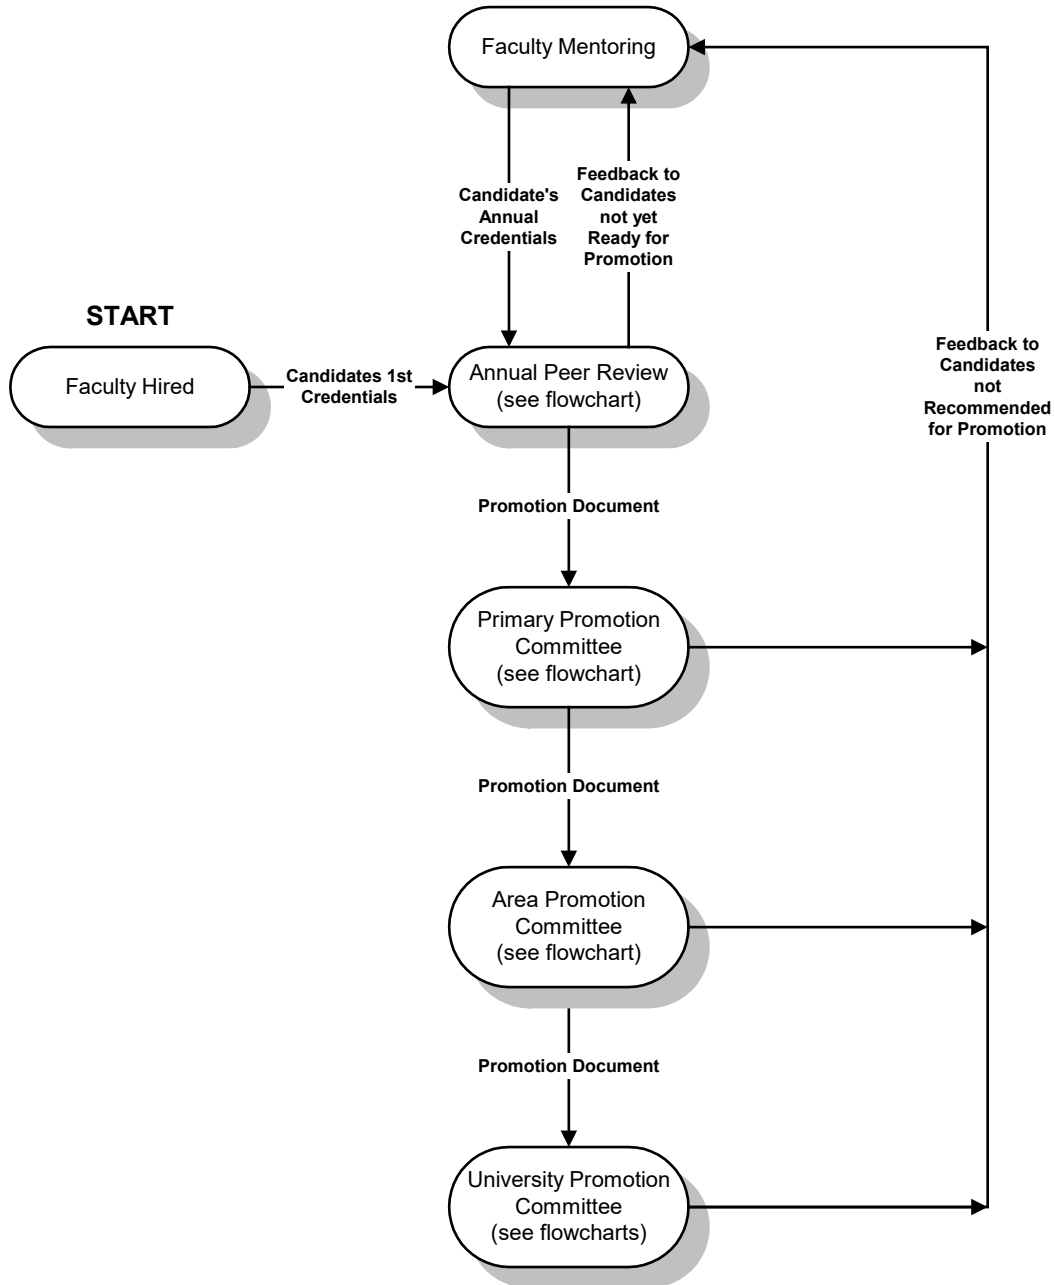 Faculty Mentoring
Candidate's
Annual
Credentials
Feedback to
Candidates
not yet
Ready for
Promotion
START
Faculty Hired
Candidates 1st
Credentials
Annual Peer Review
(see flowchart)
Feedback to
Candidates
not
Recommended
for Promotion
Promotion Document
Primary Promotion
Committee
(see flowchart)
Promotion Document
Area Promotion
Committee
(see flowchart)
Promotion Document
University Promotion
Committee
(see flowcharts)